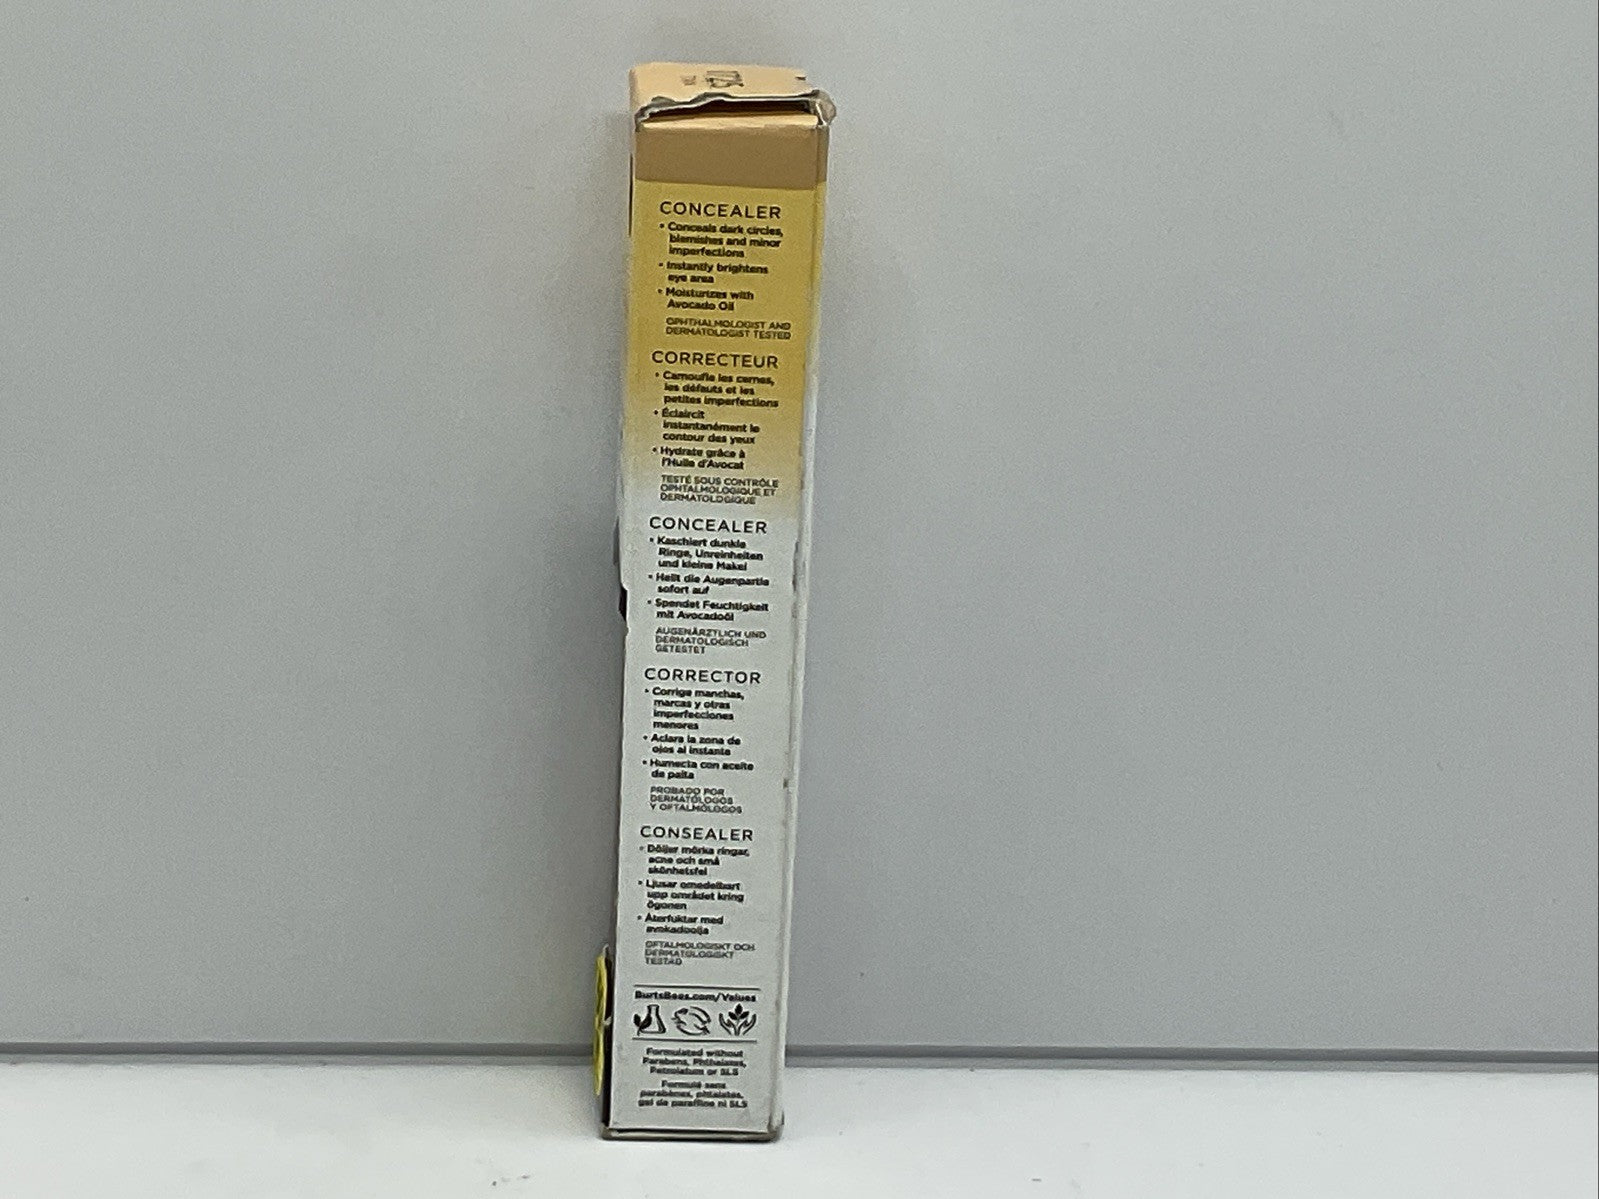 CONCEALER
• Conceals dark circles,
blemishes and minor
imperfections
• Instantly brightens
eye area
• Moisturizes with
Avocado Oil
OPHTHALMOLOGIST AND
DERMATOLOGIST TESTED
CORRECTEUR
• Camoufle les cernes,
les défauts et les
petites imperfections
• Éclaircit
instantanément le
contour des yeux
• Hydrate grâce à
l'Huile d'Avocat
TESTÉ SOUS CONTRÔLE
OPHTALMOLOGIQUE ET
DERMATOLOGIQUE
CONCEALER
• Kaschiert dunkle
Ringe, Unreinheiten
und kleine Makel
• Hellt die Augenpartie
sofort auf
• Spendet Feuchtigkeit
mit Avocadoöl
AUGENÄRZTLICH UND
DERMATOLOGISCH
GETESTET
CORRECTOR
• Corrige manchas,
marcas y otras
imperfecciones
menores
• Aclara la zona de
ojos al instante
• Humecta con aceite
de palta
PROBADO POR
DERMATÓLOGOS
Y OFTALMÓLOGOS
CONSEALER
• Döljer mörka ringar,
acne och små
skönhetsfel
• Ljusar omedelbart
upp området kring
ögonen
• Återfuktar med
avokadoolja
OFTALMOLOGISKT OCH
DERMATOLOGISKT
TESTAD
BurtsBees.com/Values
Formulated without
Parabens, Phthalates,
Petrolatum or SLS
Formulé sans
parabènes, phtalates,
gel de paraffine ni SLS